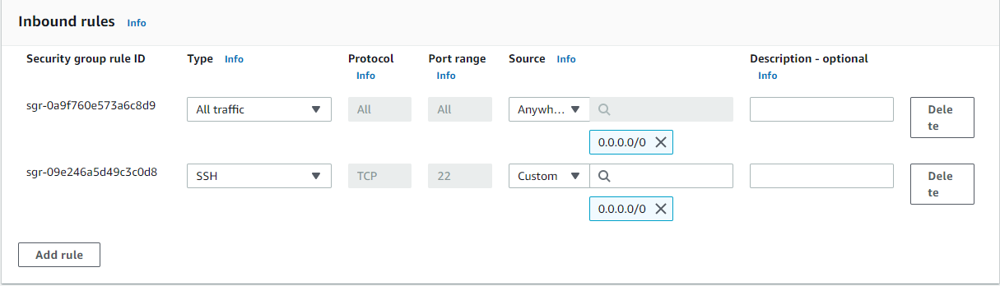 Inbound rules Info
Security group rule ID Type Info Protocol Port range Source Info Description - optional
Info Info Info
sgr-0a9f760e573a6c8d9 All traffic All All Anywh... Dele
te
0.0.0.0/0
sgr-09e246a5d49c3c0d8 SSH TCP 22 Custom Dele
te
0.0.0.0/0
Add rule